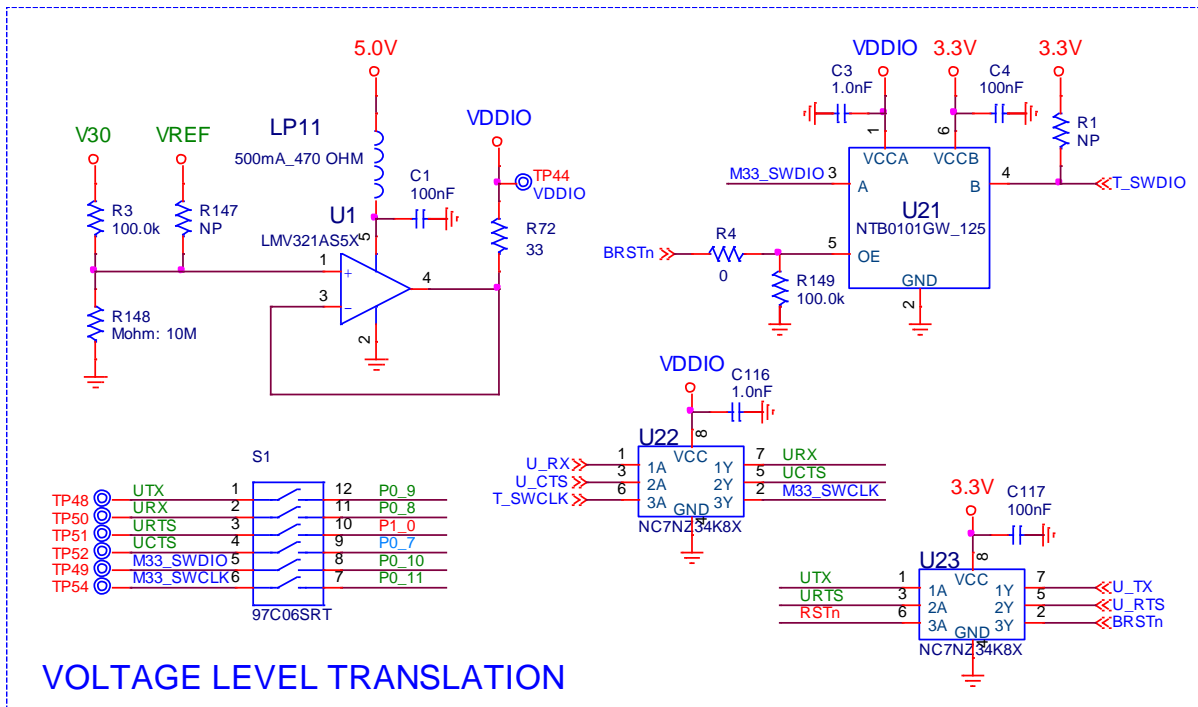 5.0V
V30
VREF
LP11
500mA_470 OHM
VDDIO
TP44
VDDIO
C1
100nF
R3
100.0k
R147
NP
U1
LMV321AS5X
R72
33
1
+
3
−
5
4
2
R148
Mohm: 10M
VDDIO
3.3V
3.3V
C3
1.0nF
C4
100nF
R1
NP
1
6
VCCA
VCCB
M33_SWDIO
3
A
B
4
T_SWDIO
U21
NTB0101GW_125
BRSTn
R4
0
5
OE
R149
100.0k
GND
2
VDDIO
C116
1.0nF
U22
8
VCC
U_RX
1
1A
1Y
7
URX
U_CTS
3
2A
2Y
5
UCTS
T_SWCLK
6
3A
3Y
2
M33_SWCLK
GND
4
NC7NZ34K8X
3.3V
C117
100nF
U23
8
VCC
UTX
1
1A
1Y
7
U_TX
URTS
3
2A
2Y
5
U_RTS
RSTn
6
3A
3Y
2
BRSTn
GND
4
NC7NZ34K8X
S1
TP48
UTX
1
12
P0_9
TP50
URX
2
11
P0_8
TP51
URTS
3
10
P1_0
TP52
UCTS
4
9
P0_7
TP49
M33_SWDIO
5
8
P0_10
TP54
M33_SWCLK
6
7
P0_11
97C06SRT
VOLTAGE LEVEL TRANSLATION